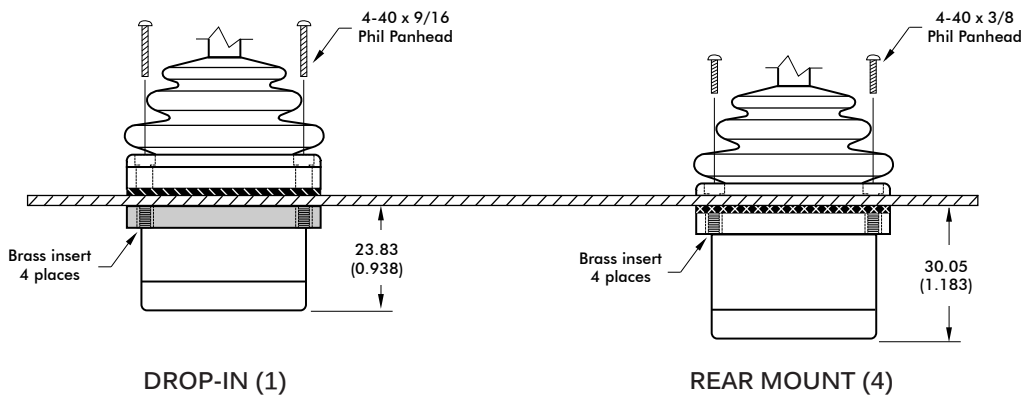 4-40 x 9/16
Phil Panhead
4-40 x 3/8
Phil Panhead
Brass insert
4 places
23.83
(0.938)
Brass insert
4 places
30.05
(1.183)
DROP-IN (1)
REAR MOUNT (4)